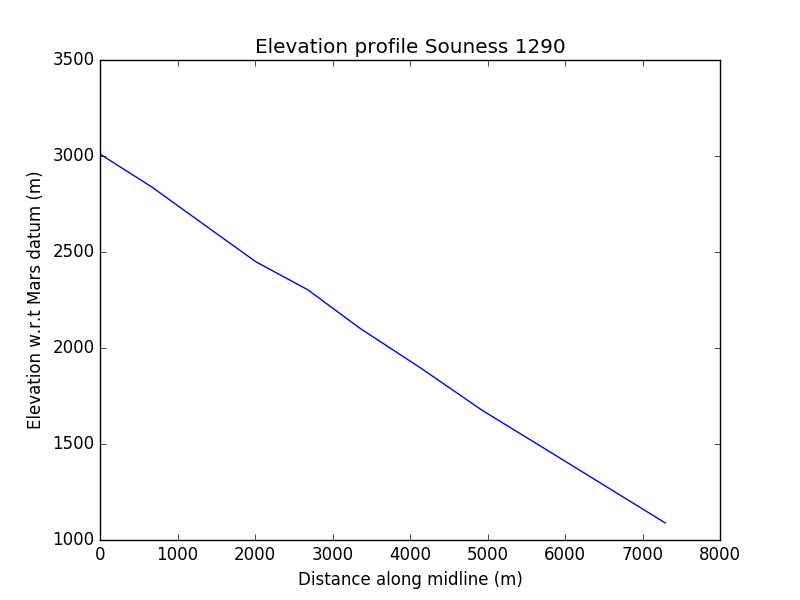 Elevation profile Souness 1290
3500
3000
2500
2000
1500
1000
Elevation w.r.t Mars datum (m)
0 1000 2000 3000 4000 5000 6000 7000 8000
Distance along midline (m)